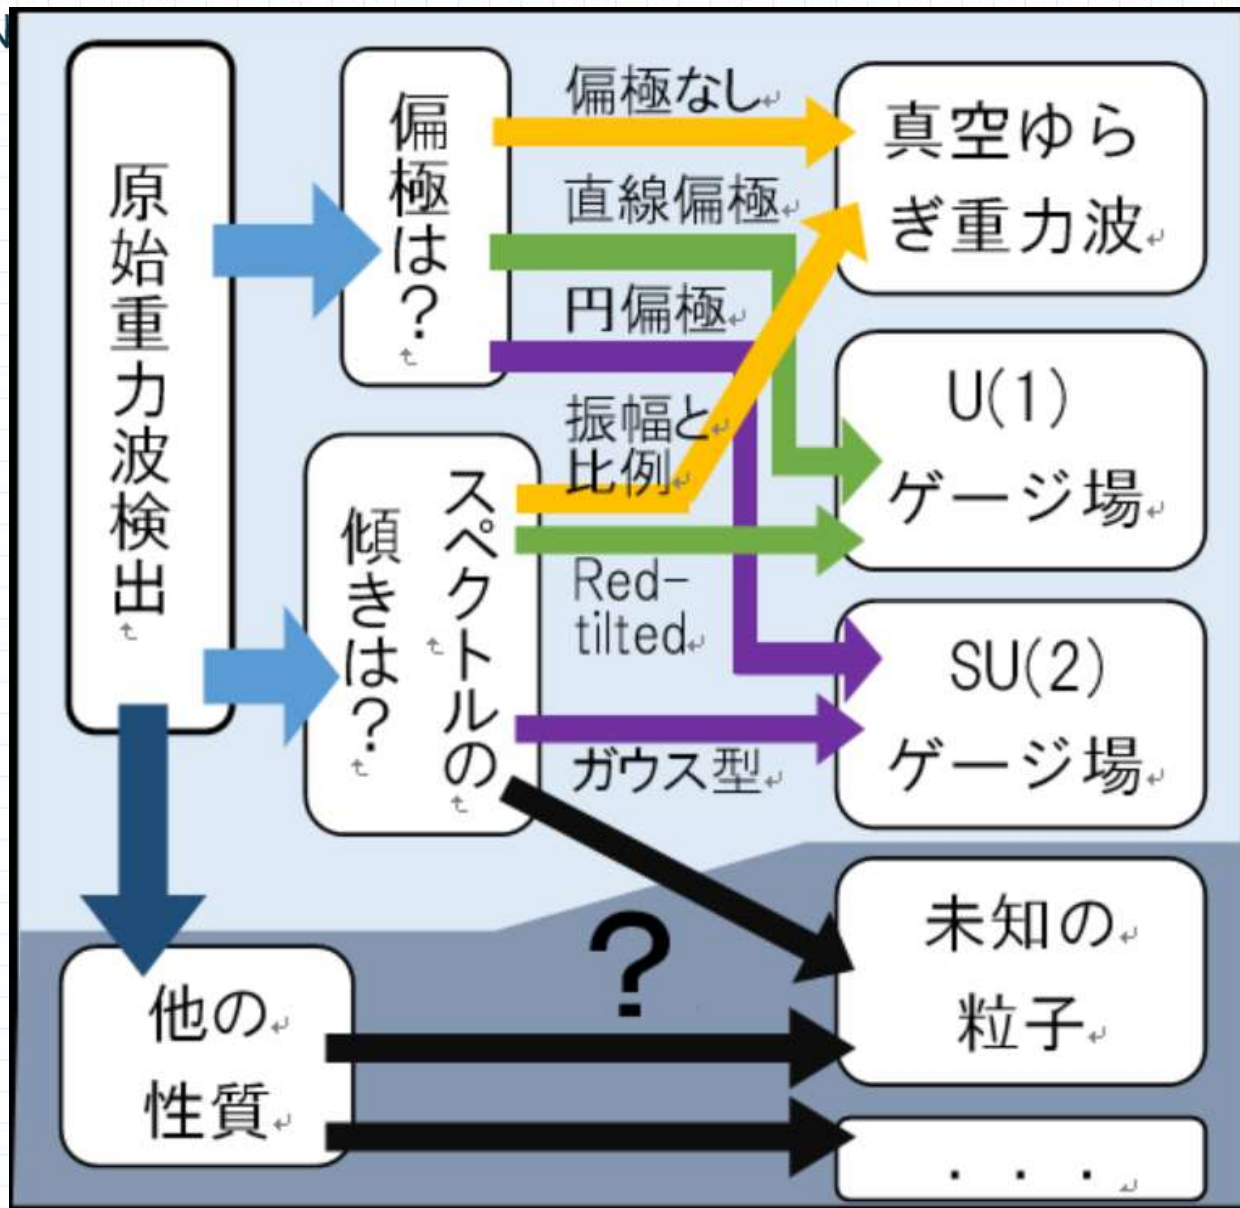 原始重力波検出
偏極は？
スペクトルの
傾きは？
偏極なし
直線偏極
円偏極
振幅と
比例
Red-
tilted
ガウス型
真空ゆら
ぎ重力波
U(1)
ゲージ場
SU(2)
ゲージ場
他の
性質
？
未知の
粒子
・・・